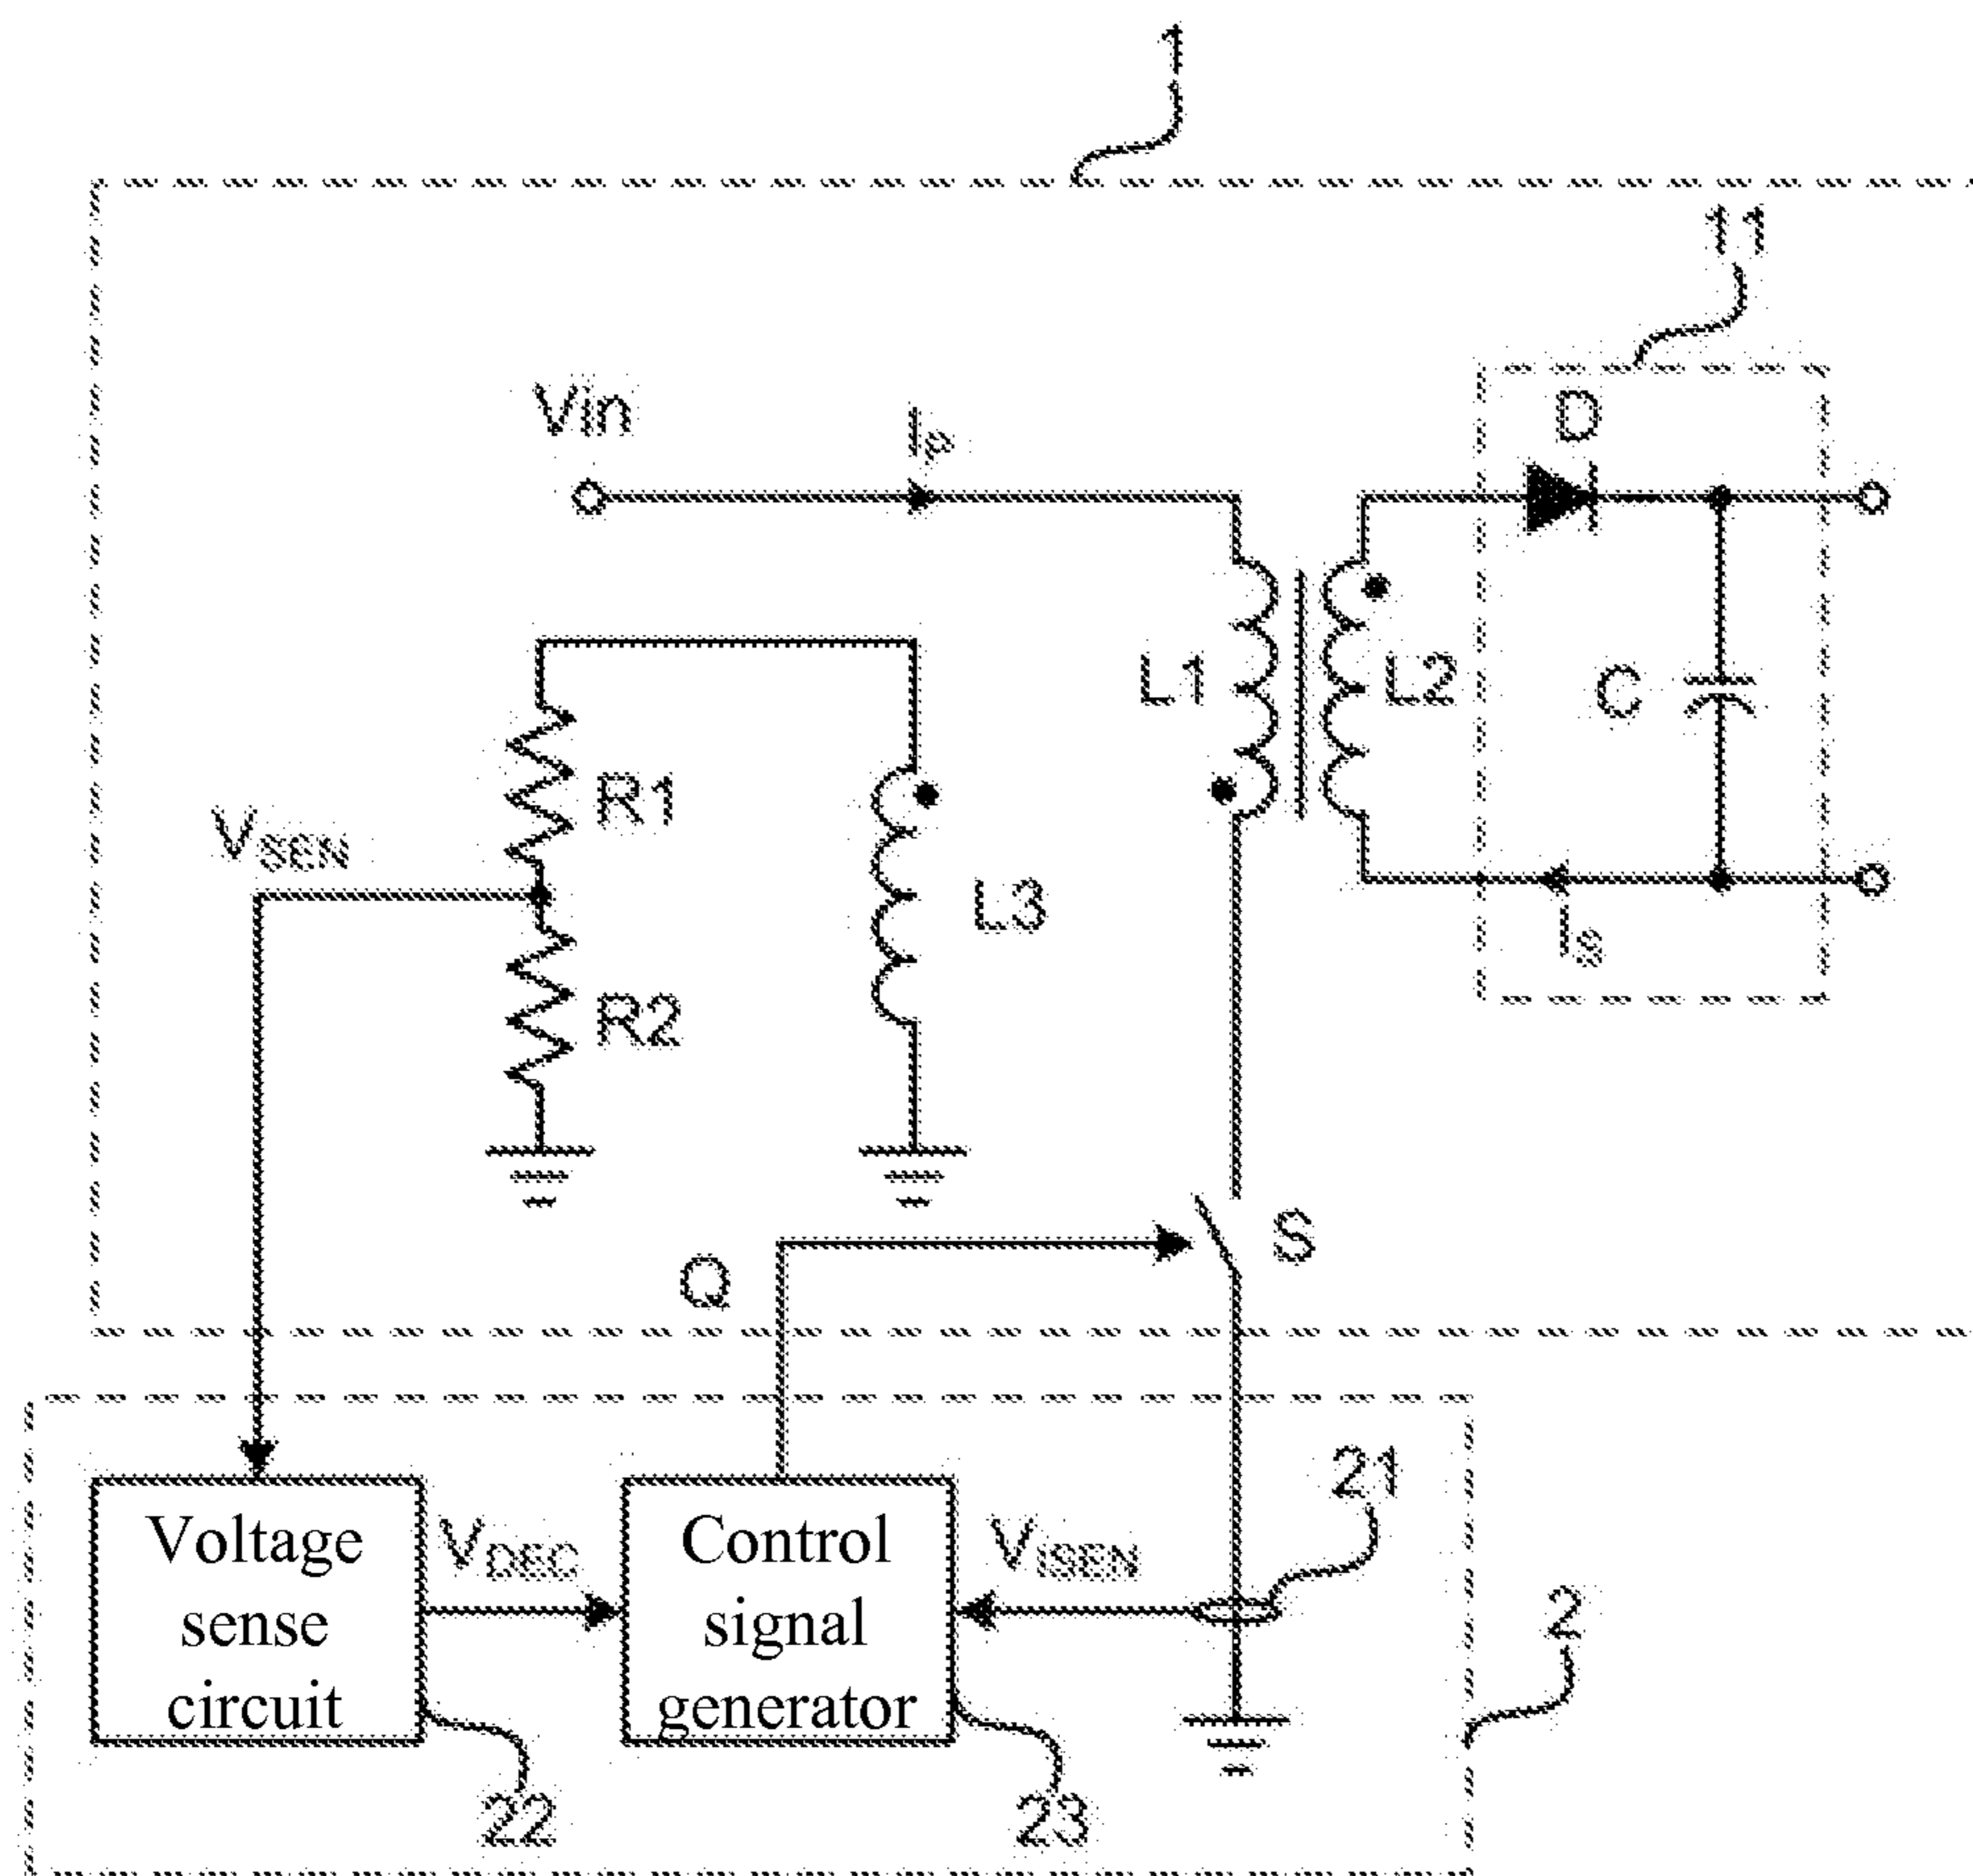 1
11
Vin
IP
D
L1
L2
C
R1
VSEN
L3
IS
R2
Q
S
21
Voltage
sense
circuit
VDEC
Control
signal
generator
VISEN
2
22
23